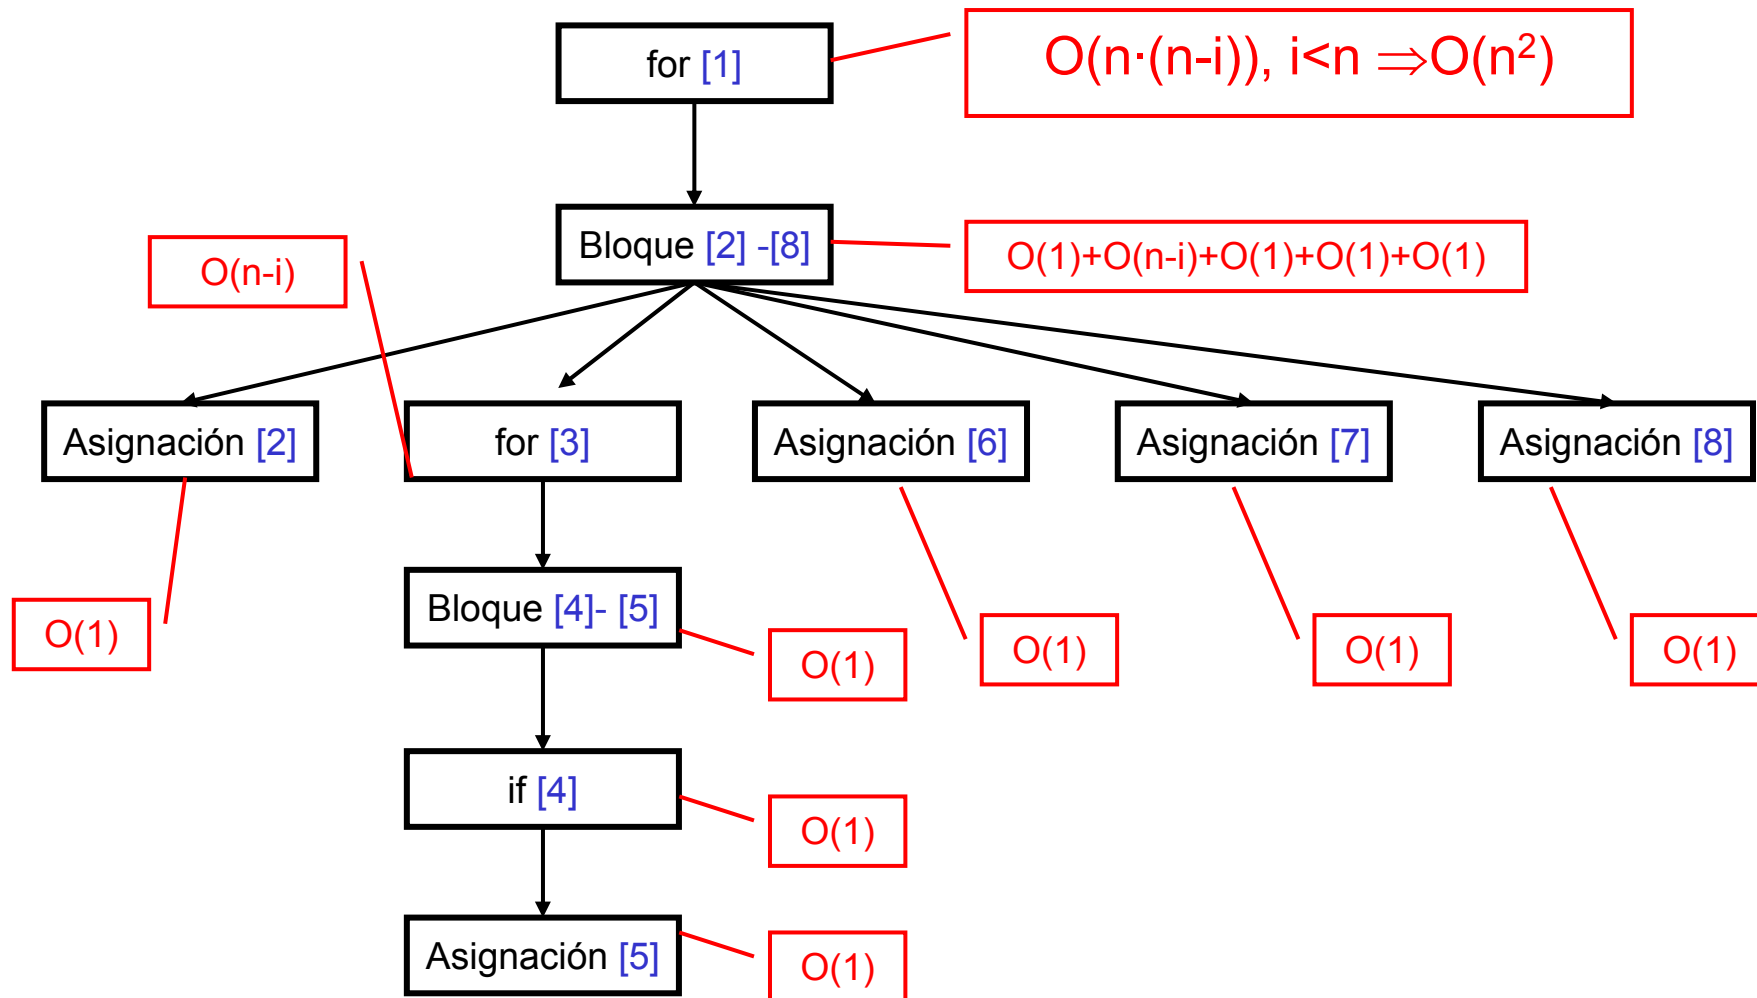 for [1]
O(n·(n-i)), i<n ⇒O(n²)
Bloque [2] -[8]
O(1)+O(n-i)+O(1)+O(1)+O(1)
O(n-i)
Asignación [2]
for [3]
Asignación [6]
Asignación [7]
Asignación [8]
O(1)
Bloque [4]- [5]
O(1)
O(1)
O(1)
O(1)
if [4]
O(1)
Asignación [5]
O(1)